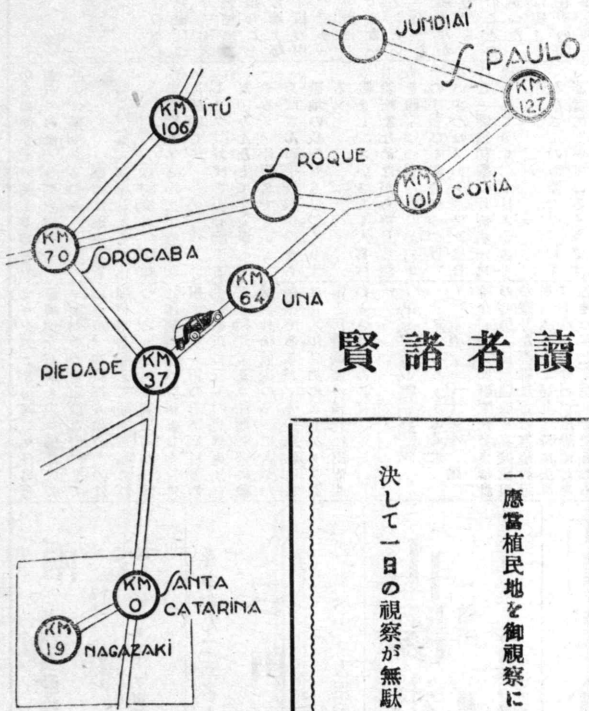 JUNDIAÍ
S PAULO
KM
127
KM
106
ITÚ
S ROQUE
KM
101
COTÍA
KM
70
SOROCABA
KM
64
UNA
PIEDADE
KM
37
讀者諸賢
一應當植民地を御視察に
決して一日の視察が無駄
SANTA
CATARINA
KM
0
KM
19
NAGAZAKI